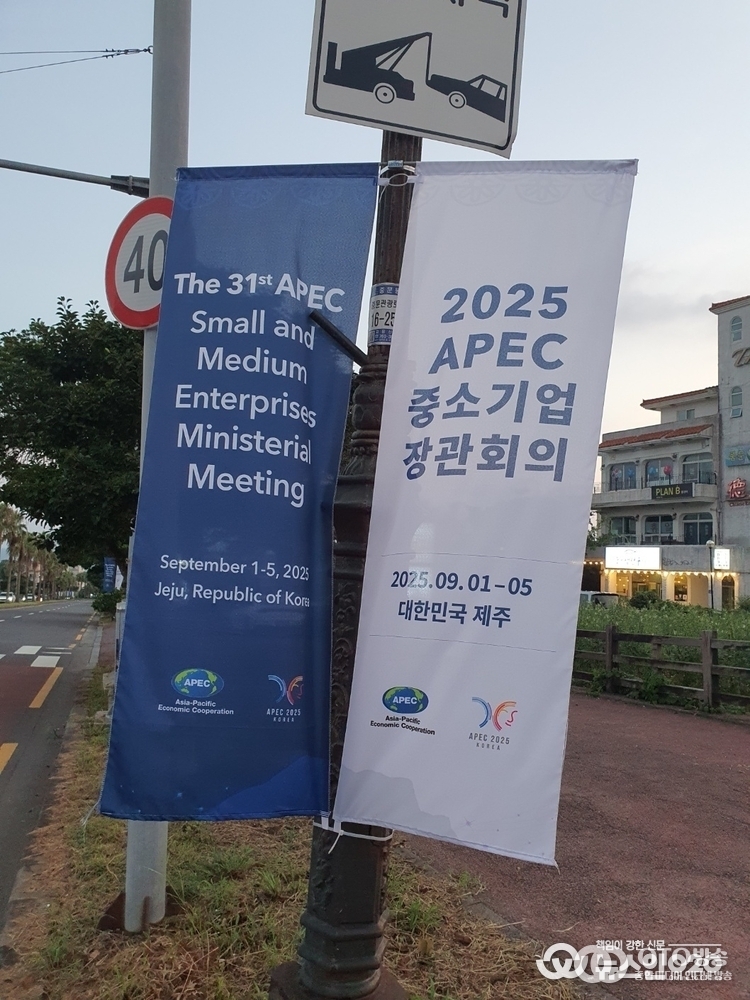 40
The 31st APEC
Small and
Medium
Enterprises
Ministerial
Meeting
September 1-5, 2025
Jeju, Republic of Korea
APEC
Asia-Pacific
Economic Cooperation
APEC 2025
KOREA
16-25
2025
APEC
중소기업
장관회의
2025.09.01–05
대한민국 제주
APEC
Asia-Pacific
Economic Cooperation
APEC 2025
KOREA
PLAN B
책임이 강한 신문